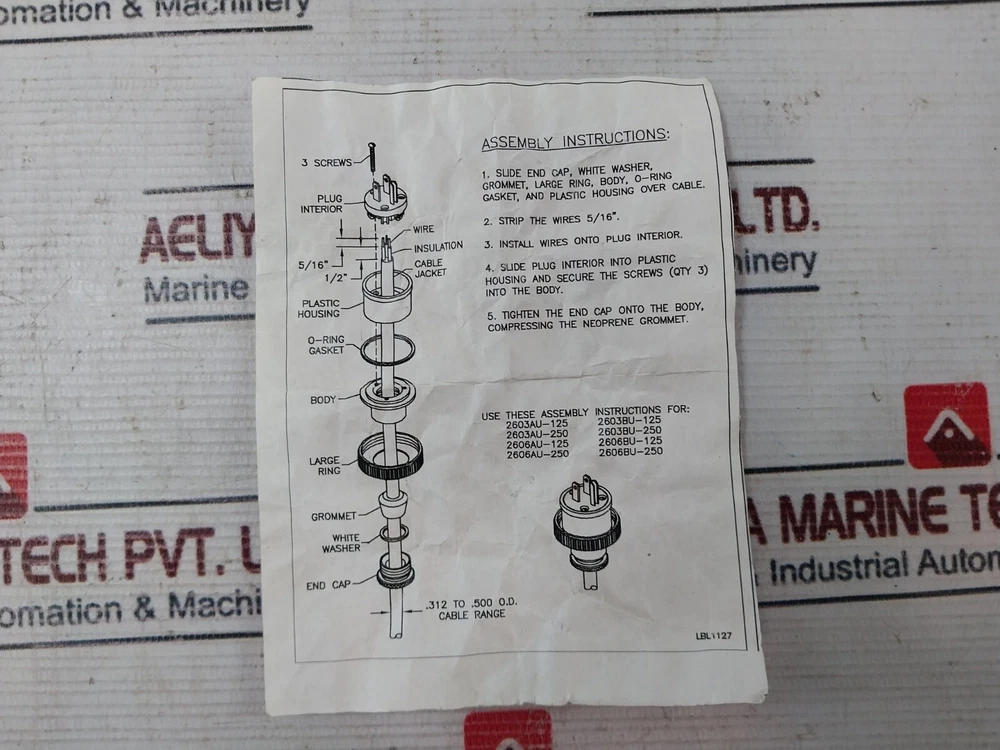 omation & Machinery
AELIY
LTD.
Marine
inery
ASSEMBLY INSTRUCTIONS:
1. SLIDE END CAP, WHITE WASHER,
GROMMET, LARGE RING, BODY, O-RING
GASKET, AND PLASTIC HOUSING OVER CABLE.
2. STRIP THE WIRES 5/16".
3. INSTALL WIRES ONTO PLUG INTERIOR.
4. SLIDE PLUG INTERIOR INTO PLASTIC
HOUSING AND SECURE THE SCREWS (QTY 3)
INTO THE BODY.
5. TIGHTEN THE END CAP ONTO THE BODY,
COMPRESSING THE NEOPRENE GROMMET.
3 SCREWS
PLUG
INTERIOR
WIRE
INSULATION
CABLE
JACKET
5/16"
1/2"
PLASTIC
HOUSING
O-RING
GASKET
BODY
LARGE
RING
GROMMET
WHITE
WASHER
END CAP
.312 TO .500 O.D.
CABLE RANGE
USE THESE ASSEMBLY INSTRUCTIONS FOR:
2603AU-125 2603BU-125
2603AU-250 2603BU-250
2606AU-125 2606BU-125
2606AU-250 2606BU-250
LBL1127
TECH PVT. L
omation & Machi
A MARINE TE
& Industrial Autom